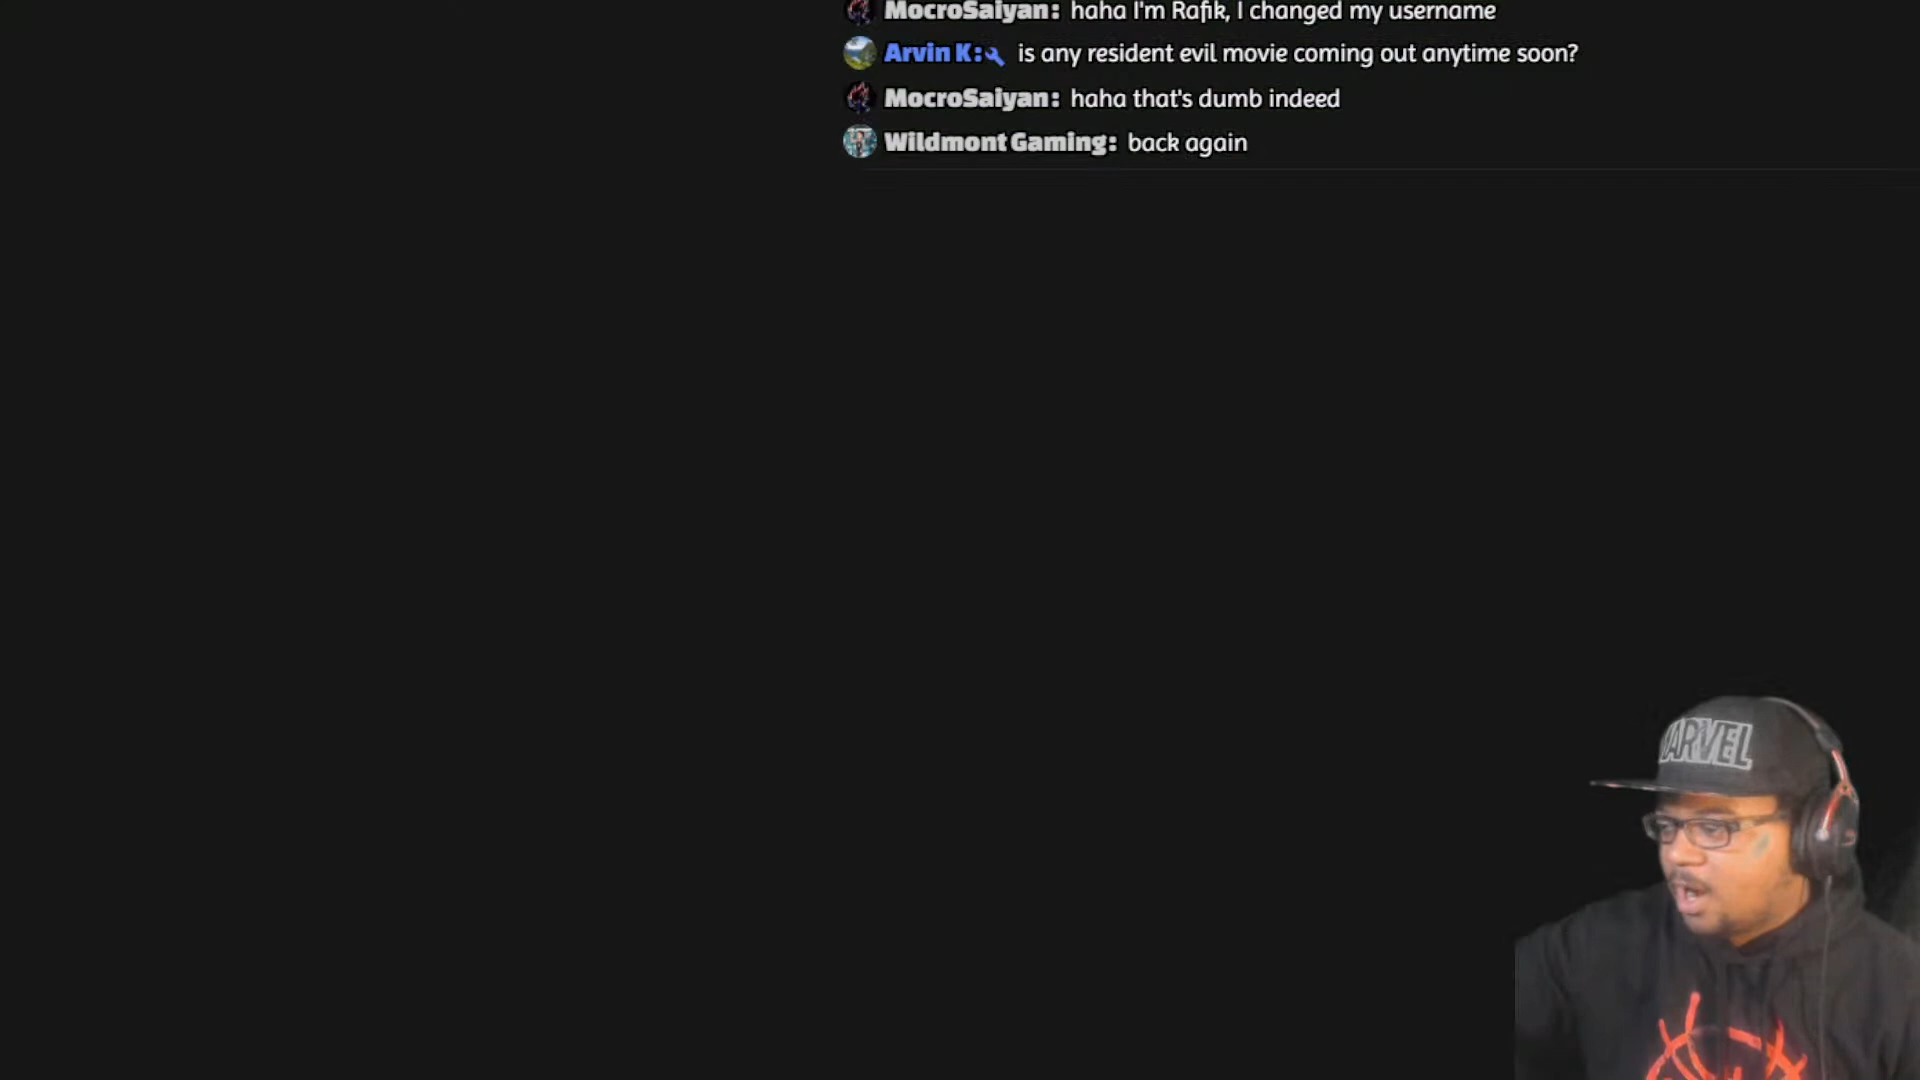 MocroSaiyan: haha I'm Rafik, I changed my username
Arvin K: is any resident evil movie coming out anytime soon?
MocroSaiyan: haha that's dumb indeed
Wildmont Gaming: back again
MARVEL